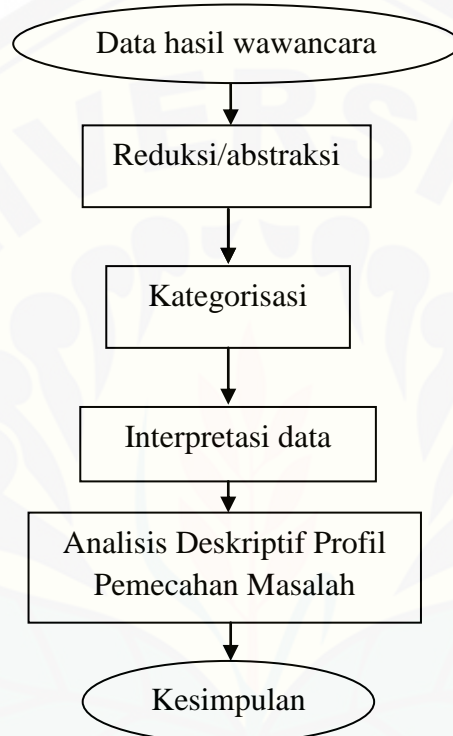 Data hasil wawancara
Reduksi/abstraksi
Kategorisasi
Interpretasi data
Analisis Deskriptif Profil
Pemecahan Masalah
Kesimpulan